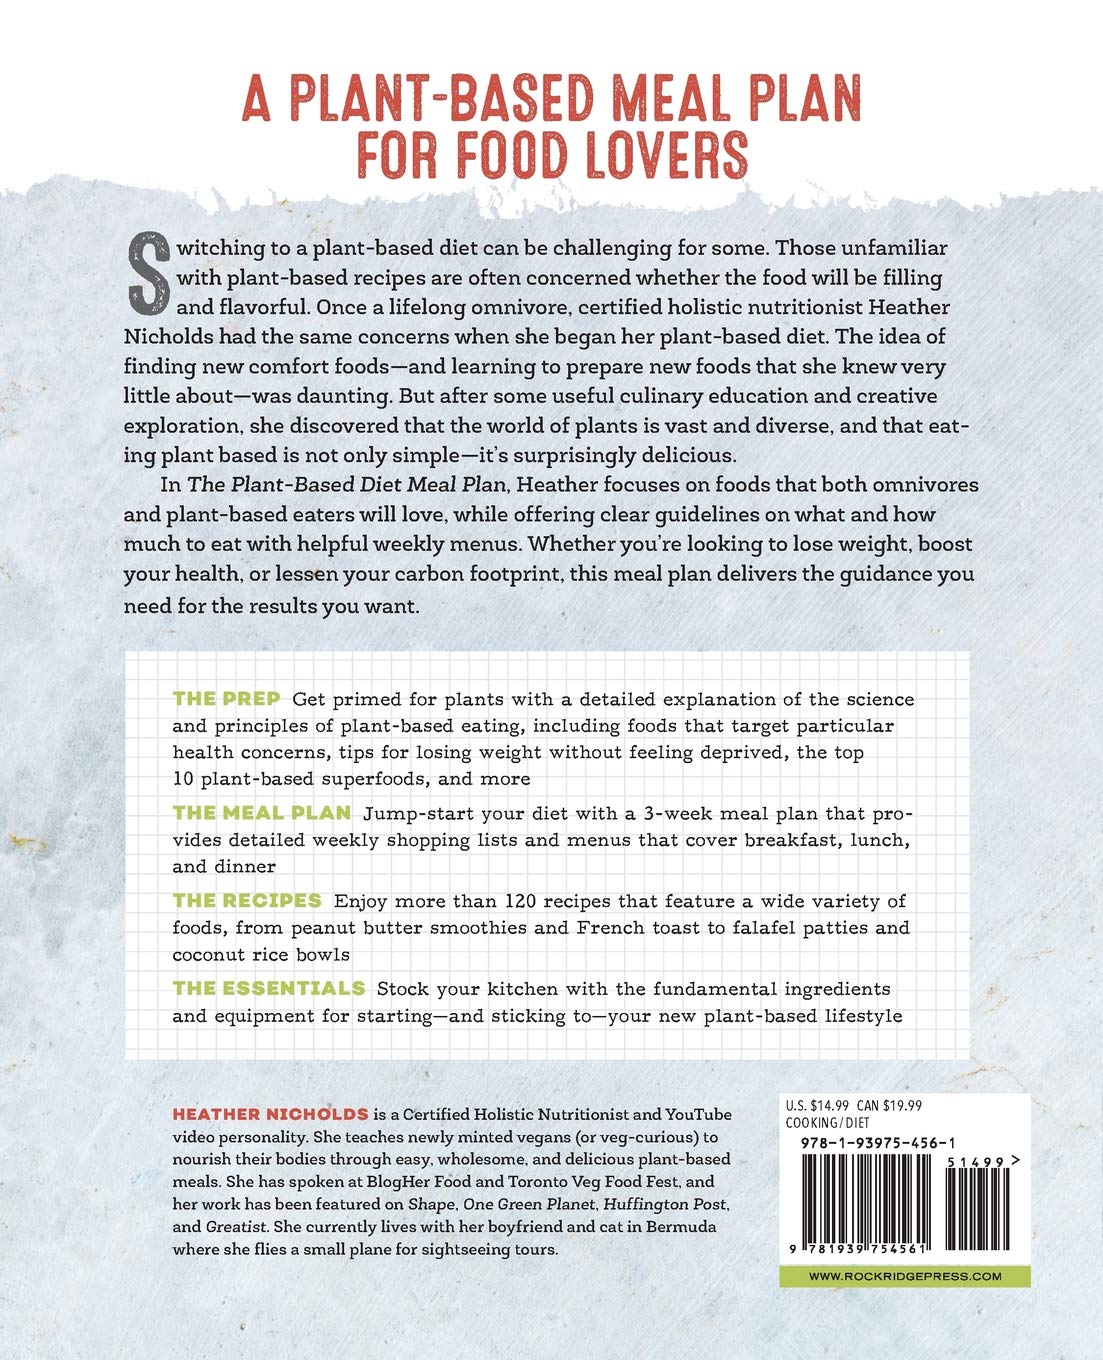 A PLANT-BASED MEAL PLAN
FOR FOOD LOVERS
Switching to a plant-based diet can be challenging for some. Those unfamiliar
with plant-based recipes are often concerned whether the food will be filling
and flavorful. Once a lifelong omnivore, certified holistic nutritionist Heather
Nicholds had the same concerns when she began her plant-based diet. The idea of
finding new comfort foods—and learning to prepare new foods that she knew very
little about—was daunting. But after some useful culinary education and creative
exploration, she discovered that the world of plants is vast and diverse, and that eat-
ing plant based is not only simple—it's surprisingly delicious.
In The Plant-Based Diet Meal Plan, Heather focuses on foods that both omnivores
and plant-based eaters will love, while offering clear guidelines on what and how
much to eat with helpful weekly menus. Whether you're looking to lose weight, boost
your health, or lessen your carbon footprint, this meal plan delivers the guidance you
need for the results you want.
THE PREP Get primed for plants with a detailed explanation of the science
and principles of plant-based eating, including foods that target particular
health concerns, tips for losing weight without feeling deprived, the top
10 plant-based superfoods, and more
THE MEAL PLAN Jump-start your diet with a 3-week meal plan that pro-
vides detailed weekly shopping lists and menus that cover breakfast, lunch,
and dinner
THE RECIPES Enjoy more than 120 recipes that feature a wide variety of
foods, from peanut butter smoothies and French toast to falafel patties and
coconut rice bowls
THE ESSENTIALS Stock your kitchen with the fundamental ingredients
and equipment for starting—and sticking to—your new plant-based lifestyle
HEATHER NICHOLDS is a Certified Holistic Nutritionist and YouTube
video personality. She teaches newly minted vegans (or veg-curious) to
nourish their bodies through easy, wholesome, and delicious plant-based
meals. She has spoken at BlogHer Food and Toronto Veg Food Fest, and
her work has been featured on Shape, One Green Planet, Huffington Post,
and Greatist. She currently lives with her boyfriend and cat in Bermuda
where she flies a small plane for sightseeing tours.
U.S. $14.99 CAN $19.99
COOKING/DIET
978-1-93975-456-1
51499>
9 781939 754561
WWW.ROCKRIDGEPRESS.COM